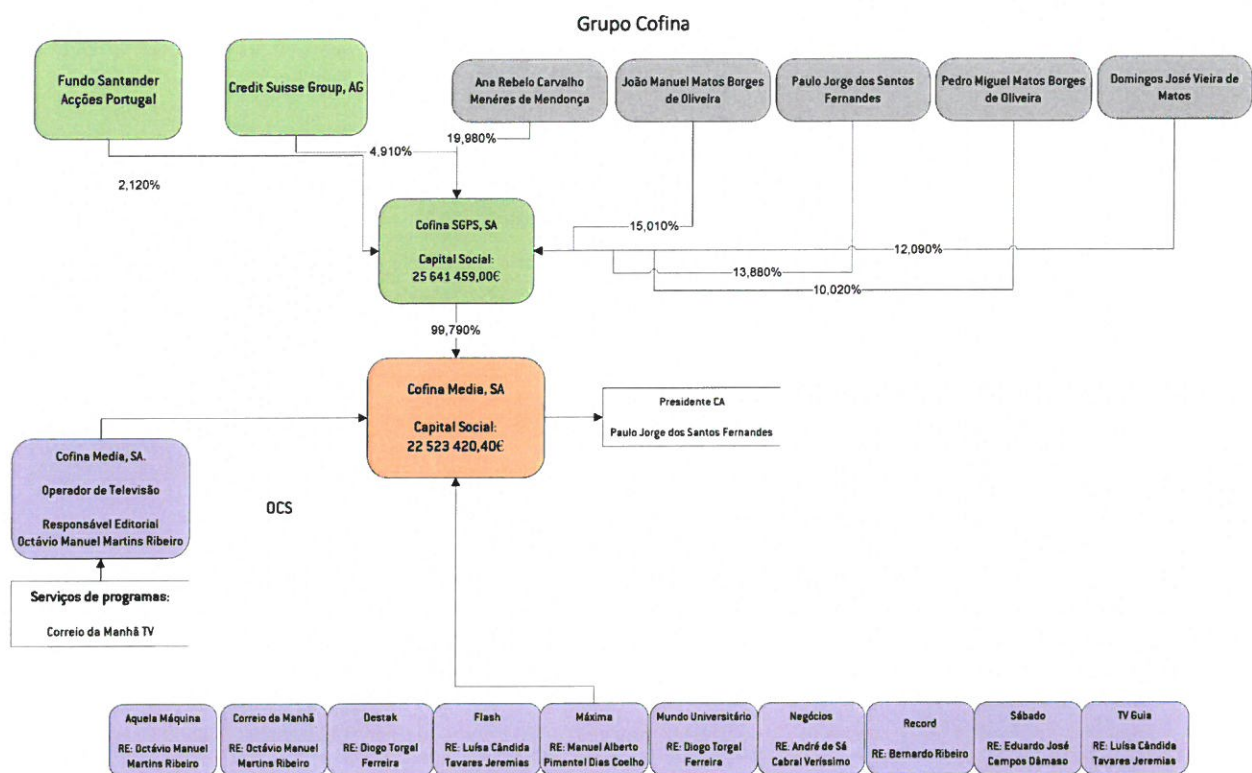 Grupo Cofina
Fundo Santander
Acções Portugal
Credit Suisse Group, AG
Ana Rebelo Carvalho
Menéres de Mendonça
João Manuel Matos Borges
de Oliveira
Paulo Jorge dos Santos
Fernandes
Pedro Miguel Matos Borges
de Oliveira
Domingos José Vieira de
Matos
19,980%
4,910%
2,120%
15,010%
12,090%
13,880%
10,020%
Cofina SGPS, SA
Capital Social:
25 641 459,00€
99,790%
Cofina Media, SA
Capital Social:
22 523 420,40€
Presidente CA
Paulo Jorge dos Santos Fernandes
Cofina Media, SA.
Operador de Televisão
Responsável Editorial
Octávio Manuel Martins Ribeiro
OCS
Serviços de programas:
Correio da Manhã TV
Aquela Máquina
RE: Octávio Manuel
Martins Ribeiro
Correio da Manhã
RE: Octávio Manuel
Martins Ribeiro
Destak
RE: Diogo Torgal
Ferreira
Flash
RE: Luísa Cândida
Tavares Jeremias
Máxima
RE: Manuel Alberto
Pimentel Dias Coelho
Mundo Universitário
RE: Diogo Torgal
Ferreira
Negócios
RE: André de Sá
Cabral Veríssimo
Record
RE: Bernardo Ribeiro
Sábado
RE: Eduardo José
Campos Dâmaso
TV Guia
RE: Luísa Cândida
Tavares Jeremias